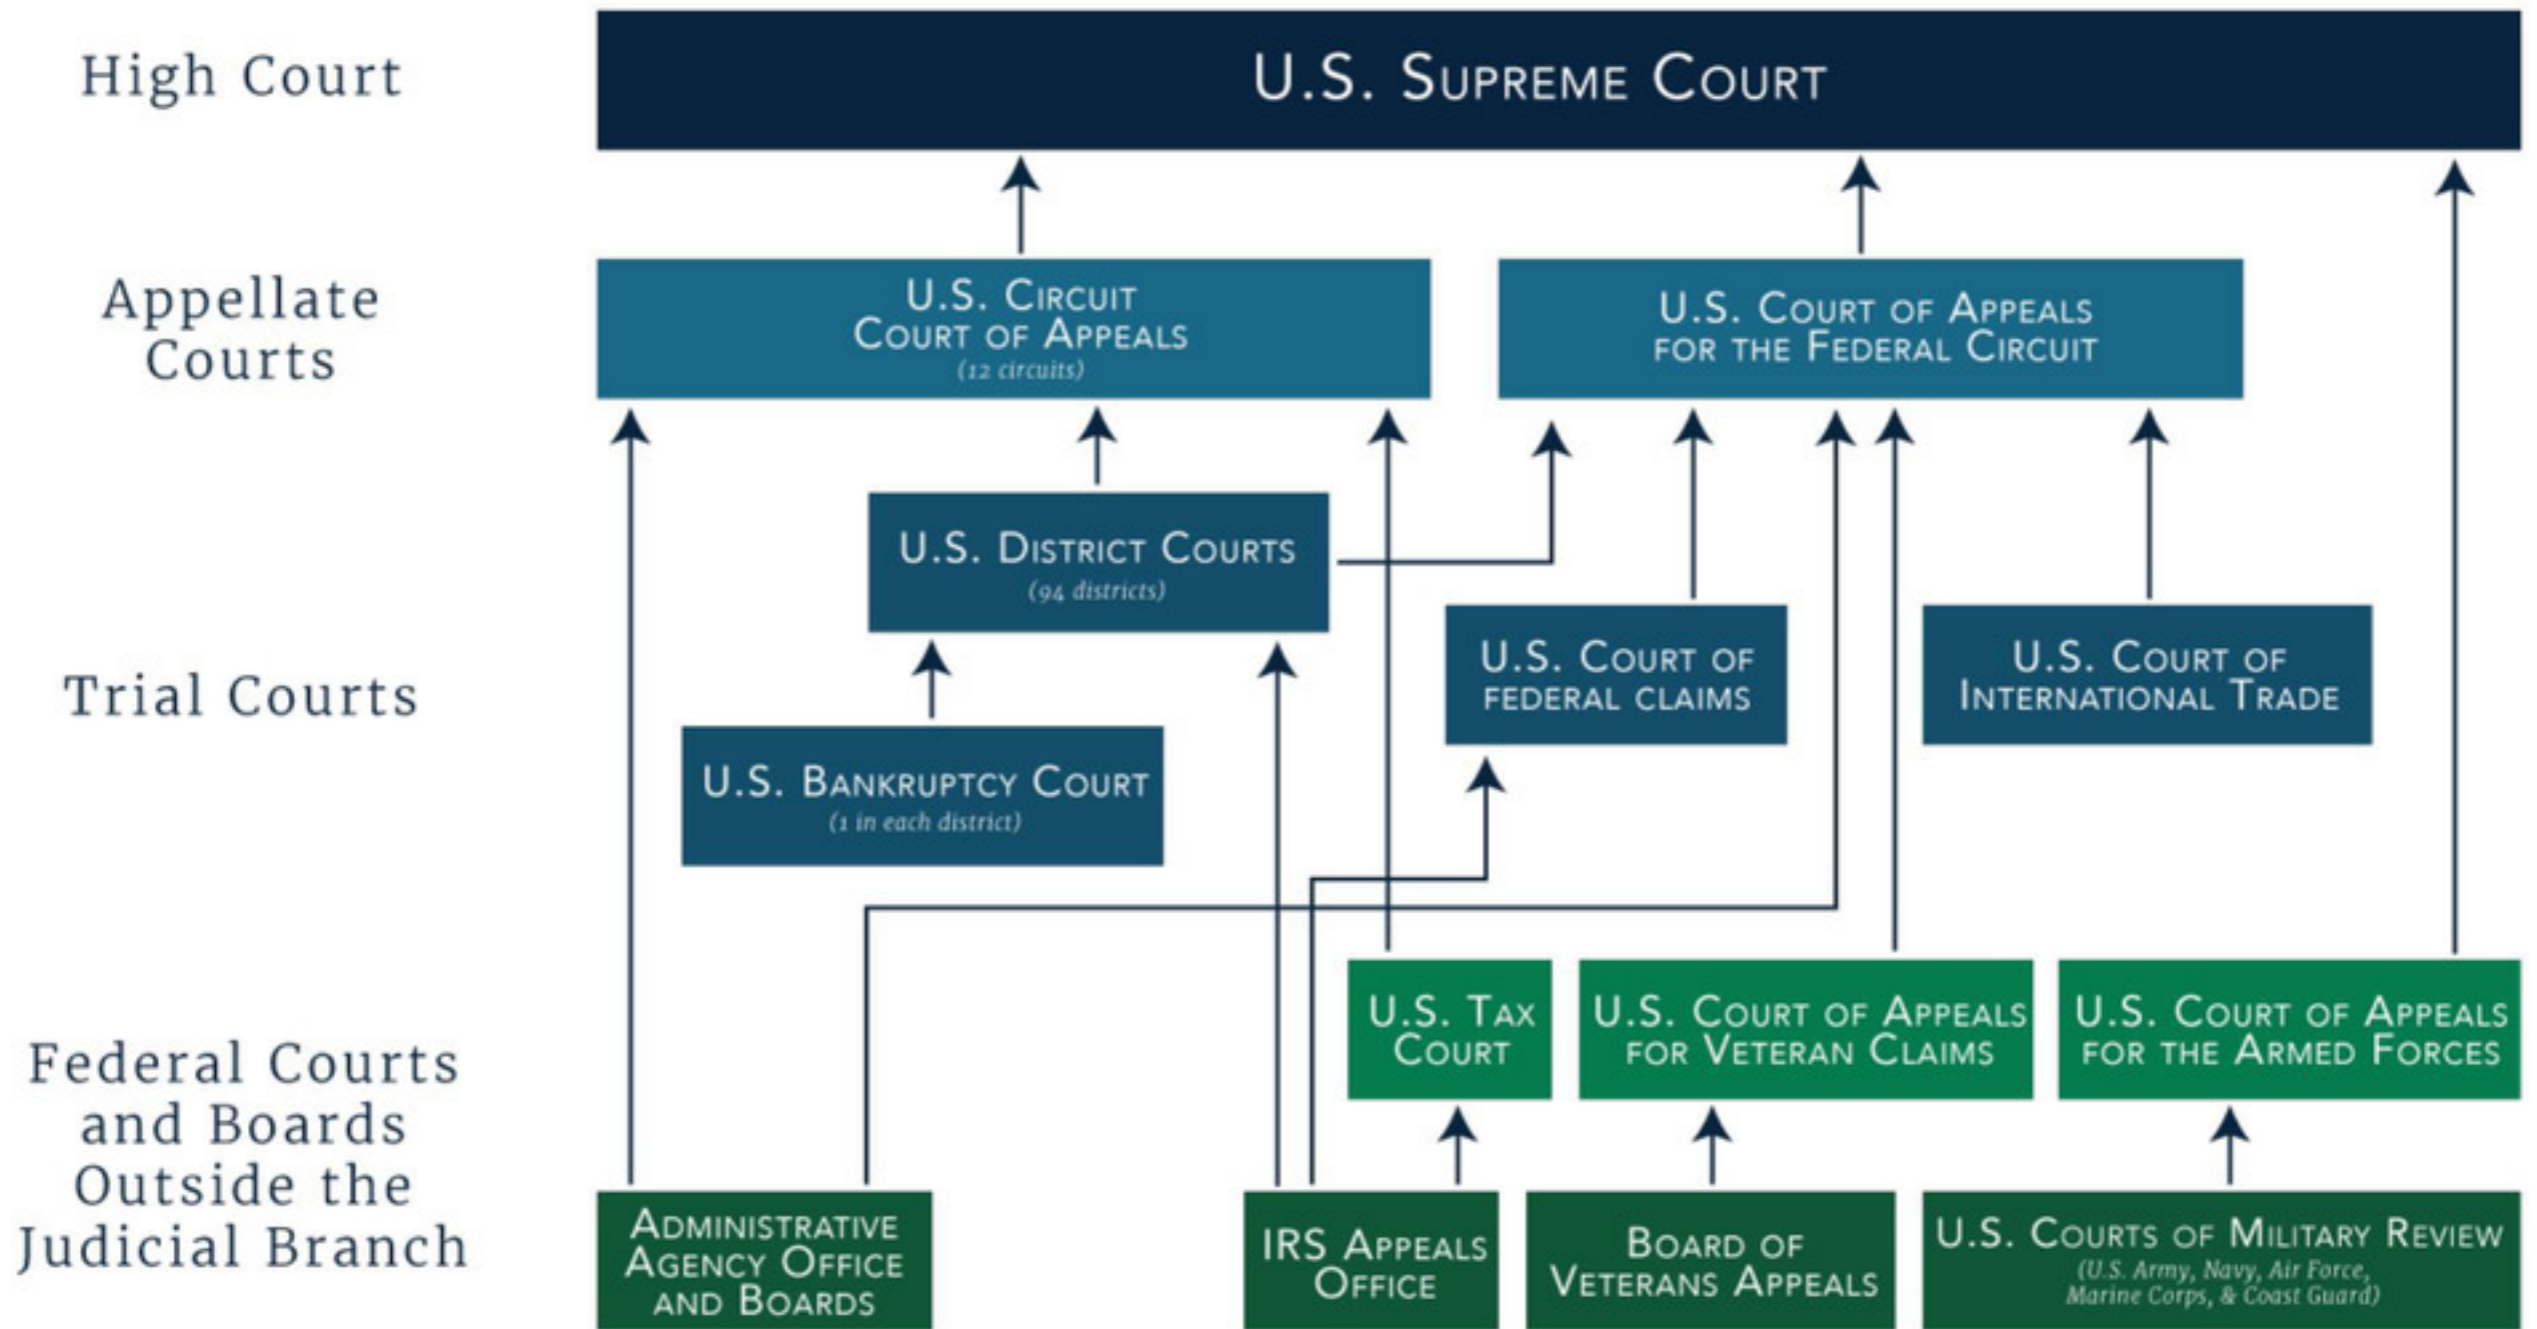 High Court
U.S. Supreme Court
Appellate
Courts
U.S. Circuit
Court of Appeals
(12 circuits)
U.S. Court of Appeals
for the Federal Circuit
Trial Courts
U.S. District Courts
(94 districts)
U.S. Court of
federal claims
U.S. Court of
International Trade
U.S. Bankruptcy Court
(1 in each district)
Federal Courts
and Boards
Outside the
Judicial Branch
U.S. Tax
Court
U.S. Court of Appeals
for Veteran Claims
U.S. Court of Appeals
for the Armed Forces
Administrative
Agency Office
and Boards
IRS Appeals
Office
Board of
Veterans Appeals
U.S. Courts of Military Review
(U.S. Army, Navy, Air Force,
Marine Corps, & Coast Guard)